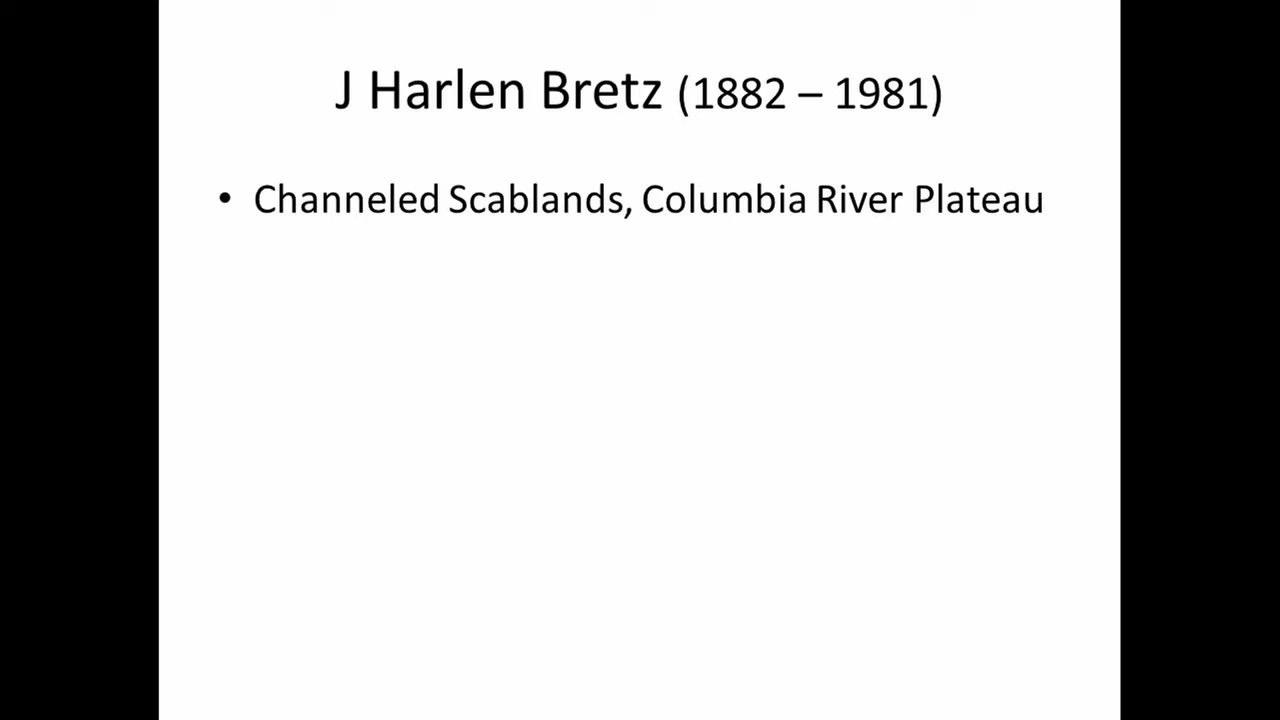 J Harlen Bretz (1882 – 1981)
• Channeled Scablands, Columbia River Plateau